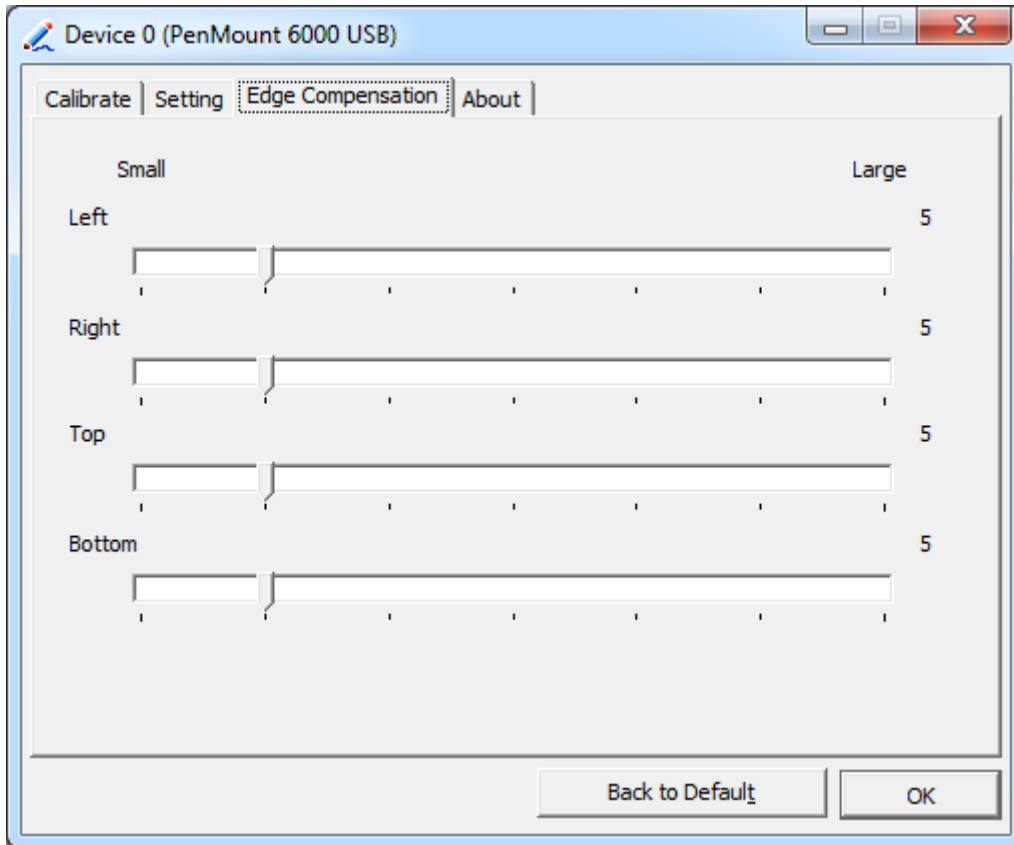 Device 0 (PenMount 6000 USB)
Calibrate Setting Edge Compensation About
Small Large
Left 5
Right 5
Top 5
Bottom 5
Back to Default OK